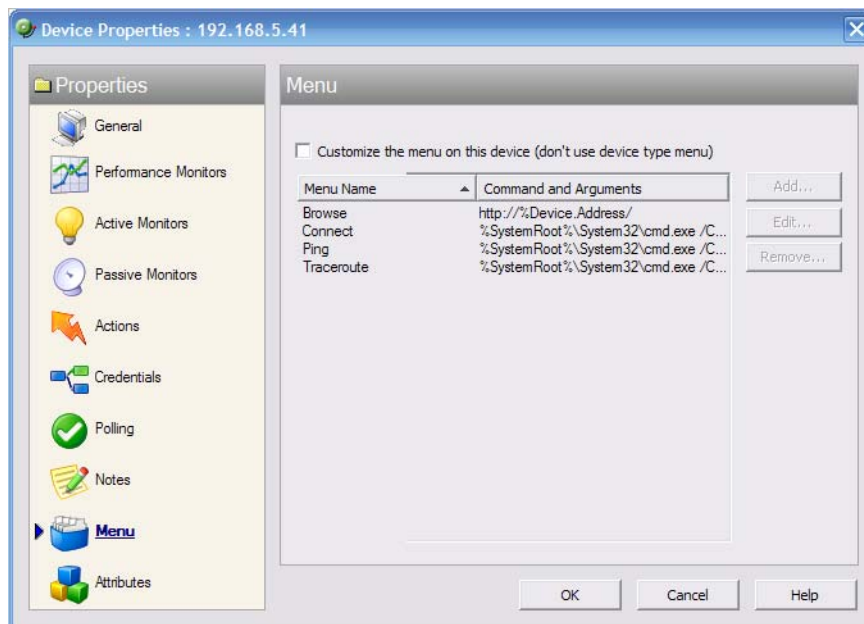 Device Properties : 192.168.5.41
Properties
General
Performance Monitors
Active Monitors
Passive Monitors
Actions
Credentials
Polling
Notes
Menu
Attributes
Menu
Customize the menu on this device (don't use device type menu)
Menu Name Command and Arguments
Browse http://%Device.Address/
Connect %SystemRoot%\System32\cmd.exe /C...
Ping %SystemRoot%\System32\cmd.exe /C...
Traceroute %SystemRoot%\System32\cmd.exe /C...
Add...
Edit...
Remove...
OK Cancel Help